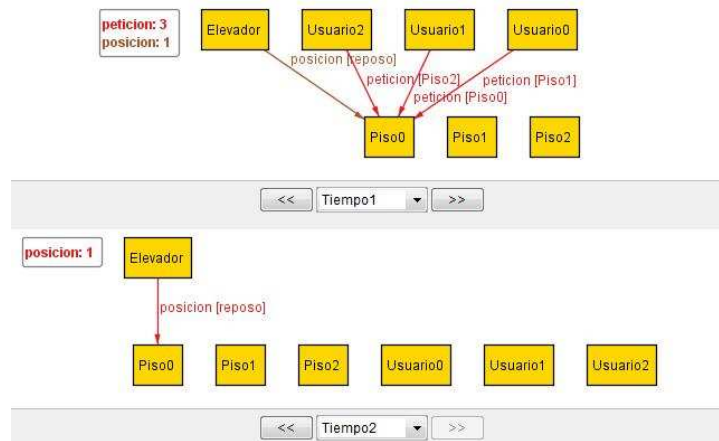 peticion: 3
posicion: 1
Elevador
Usuario2
Usuario1
Usuario0
posicion [reposo]
peticion [Piso2]
peticion [Piso1]
peticion [Piso0]
Piso0
Piso1
Piso2
<<
Tiempo1
>>
posicion: 1
Elevador
posicion [reposo]
Piso0
Piso1
Piso2
Usuario0
Usuario1
Usuario2
<<
Tiempo2
>>